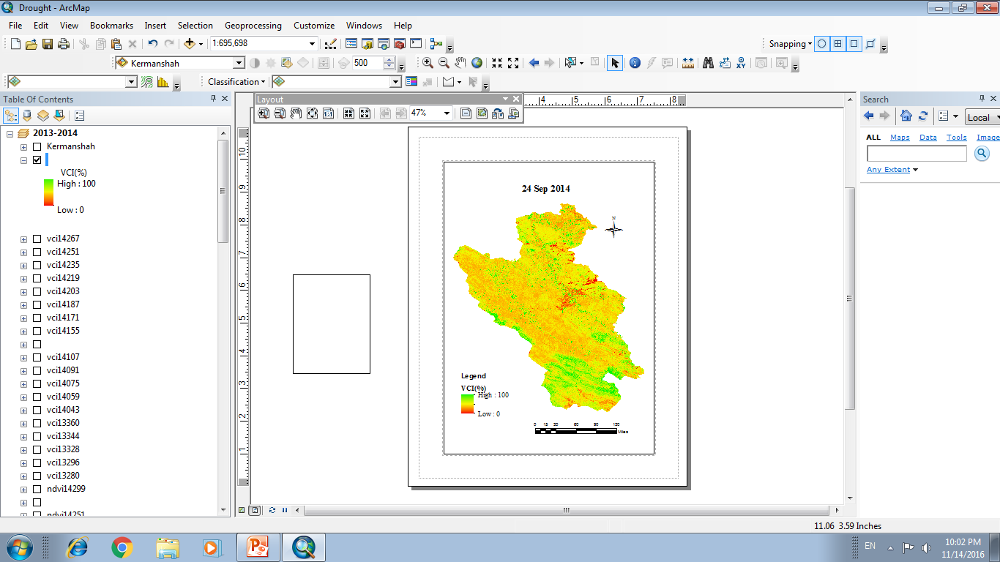 Drought - ArcMap
File Edit View Bookmarks Insert Selection Geoprocessing Customize Windows Help
1:695,698
Snapping
Kermanshah
500
Classification
Table Of Contents
Layout
47%
1:1
4 5 6 7 8
Search
Local
ALL Maps Data Tools Image
Any Extent
2013-2014
Kermanshah
VCI(%)
High : 100
Low : 0
vci14267
vci14251
vci14235
vci14219
vci14203
vci14187
vci14171
vci14155
vci14107
vci14091
vci14075
vci14059
vci14043
vci13360
vci13344
vci13328
vci13296
vci13280
ndvi14299
ndvi14251
10
9
8
7
6
5
4
3
2
1
24 Sep 2014
N
Legend
VCI(%)
High : 100
Low : 0
0 15 30 60 90 120
Miles
11.06 3.59 Inches
EN
10:02 PM
11/14/2016